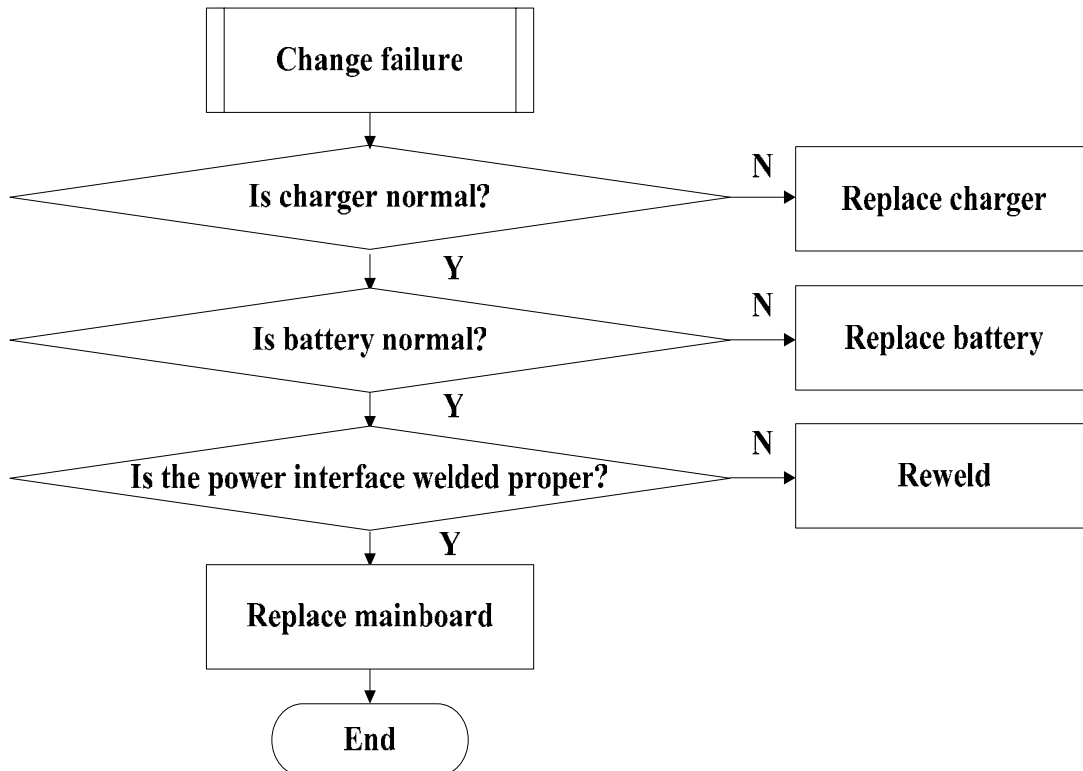 Change failure
Is charger normal?
N
Replace charger
Y
Is battery normal?
N
Replace battery
Y
Is the power interface welded proper?
N
Reweld
Y
Replace mainboard
End